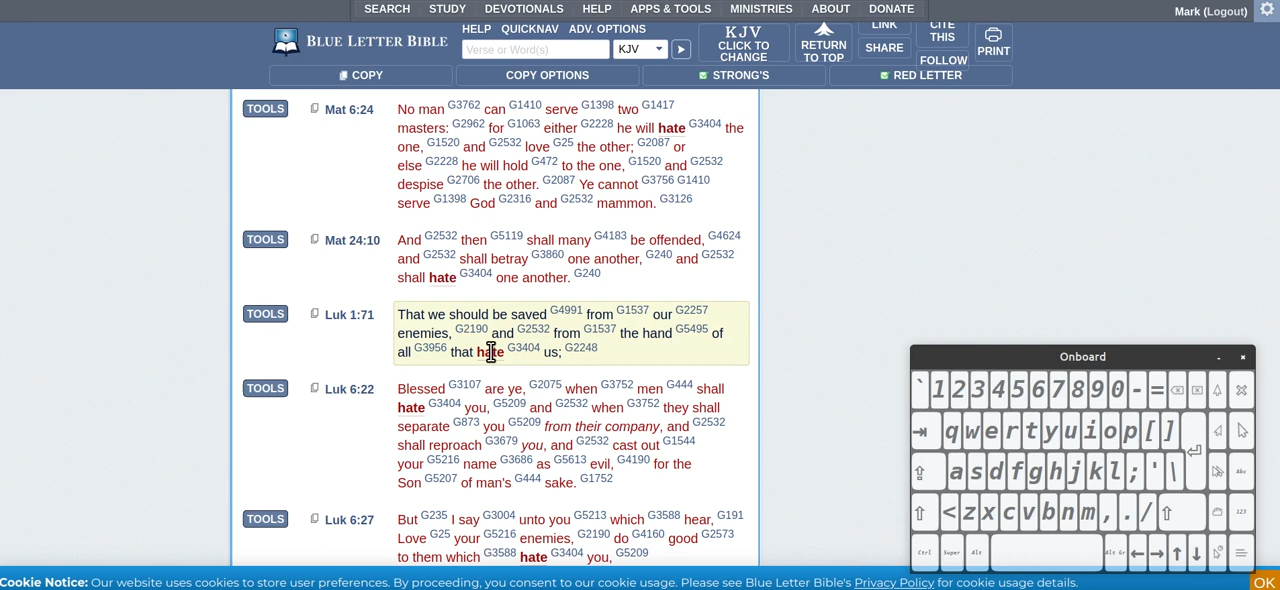 SEARCH STUDY DEVOTIONALS HELP APPS & TOOLS MINISTRIES ABOUT DONATE
Mark (Logout)
BLUE LETTER BIBLE
HELP QUICKNAV ADV. OPTIONS
Verse or Word(s)
KJV
KJV
CLICK TO
CHANGE
RETURN
TO TOP
LINK
SHARE
CITE
THIS
FOLLOW
PRINT
COPY
COPY OPTIONS
STRONG'S
RED LETTER
TOOLS
Mat 6:24
No man G3762 can G1410 serve G1398 two G1417
masters: G2962 for G1063 either G2228 he will hate G3404 the
one, G1520 and G2532 love G25 the other; G2087 or
else G2228 he will hold G472 to the one, G1520 and G2532
despise G2706 the other. G2087 Ye cannot G3756 G1410
serve G1398 God G2316 and G2532 mammon. G3126
TOOLS
Mat 24:10
And G2532 then G5119 shall many G4183 be offended, G4624
and G2532 shall betray G3860 one another, G240 and G2532
shall hate G3404 one another. G240
TOOLS
Luk 1:71
That we should be saved G4991 from G1537 our G2257
enemies, G2190 and G2532 from G1537 the hand G5495 of
all G3956 that hate G3404 us; G2248
TOOLS
Luk 6:22
Blessed G3107 are ye, G2075 when G3752 men G444 shall
hate G3404 you, G5209 and G2532 when G3752 they shall
separate G873 you G5209 from their company, and G2532
shall reproach G3679 you, and G2532 cast out G1544
your G5216 name G3686 as G5613 evil, G4190 for the
Son G5207 of man's G444 sake. G1752
TOOLS
Luk 6:27
But G235 I say G3004 unto you G5213 which G3588 hear, G191
Love G25 your G5216 enemies, G2190 do G4160 good G2573
to them which G3588 hate G3404 you, G5209
Onboard
- ×
` 1 2 3 4 5 6 7 8 9 0 - =
q w e r t y u i o p [ ]
a s d f g h j k l ; ' \
Abc
< z x c v b n m , . /
123
Ctrl Super Alt Alt Gr
Cookie Notice: Our website uses cookies to store user preferences. By proceeding, you consent to our cookie usage. Please see Blue Letter Bible's Privacy Policy for cookie usage details.
OK